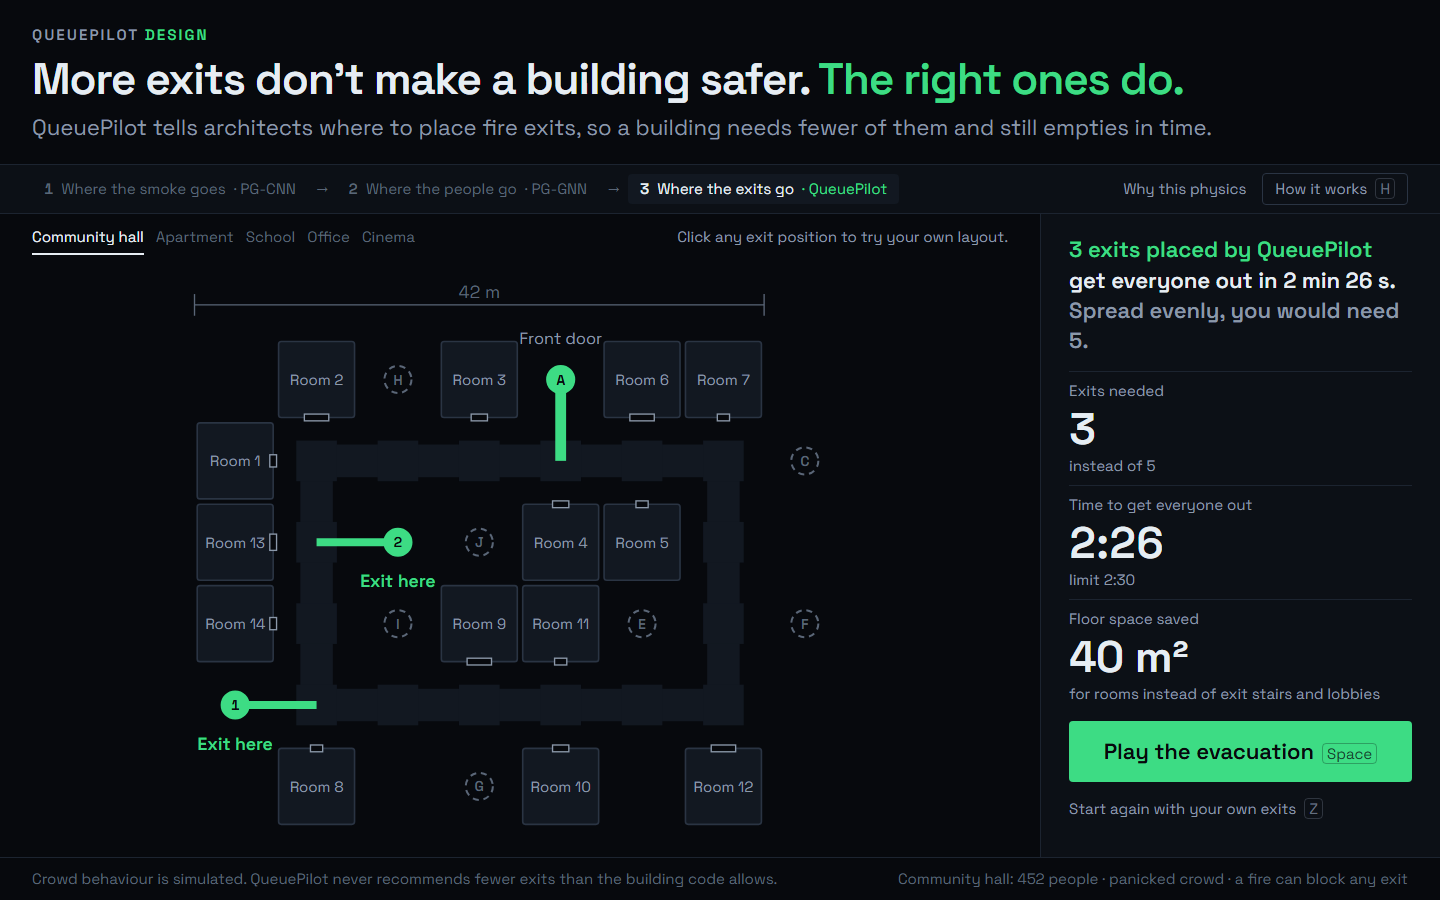 QUEUEPILOT DESIGN
More exits don't make a building safer. The right ones do.
QueuePilot tells architects where to place fire exits, so a building needs fewer of them and still empties in time.
1 Where the smoke goes · PG-CNN → 2 Where the people go · PG-GNN → 3 Where the exits go · QueuePilot
Why this physics
How it works H
Community hall Apartment School Office Cinema
Click any exit position to try your own layout.
42 m
Front door
Room 2
H
Room 3
A
Room 6
Room 7
Room 1
C
Room 13
2
J
Room 4
Room 5
Exit here
Room 14
I
Room 9
Room 11
E
F
1
Exit here
Room 8
G
Room 10
Room 12
3 exits placed by QueuePilot
get everyone out in 2 min 26 s.
Spread evenly, you would need
5.
Exits needed
3
instead of 5
Time to get everyone out
2:26
limit 2:30
Floor space saved
40 m²
for rooms instead of exit stairs and lobbies
Play the evacuation Space
Start again with your own exits Z
Crowd behaviour is simulated. QueuePilot never recommends fewer exits than the building code allows.
Community hall: 452 people · panicked crowd · a fire can block any exit